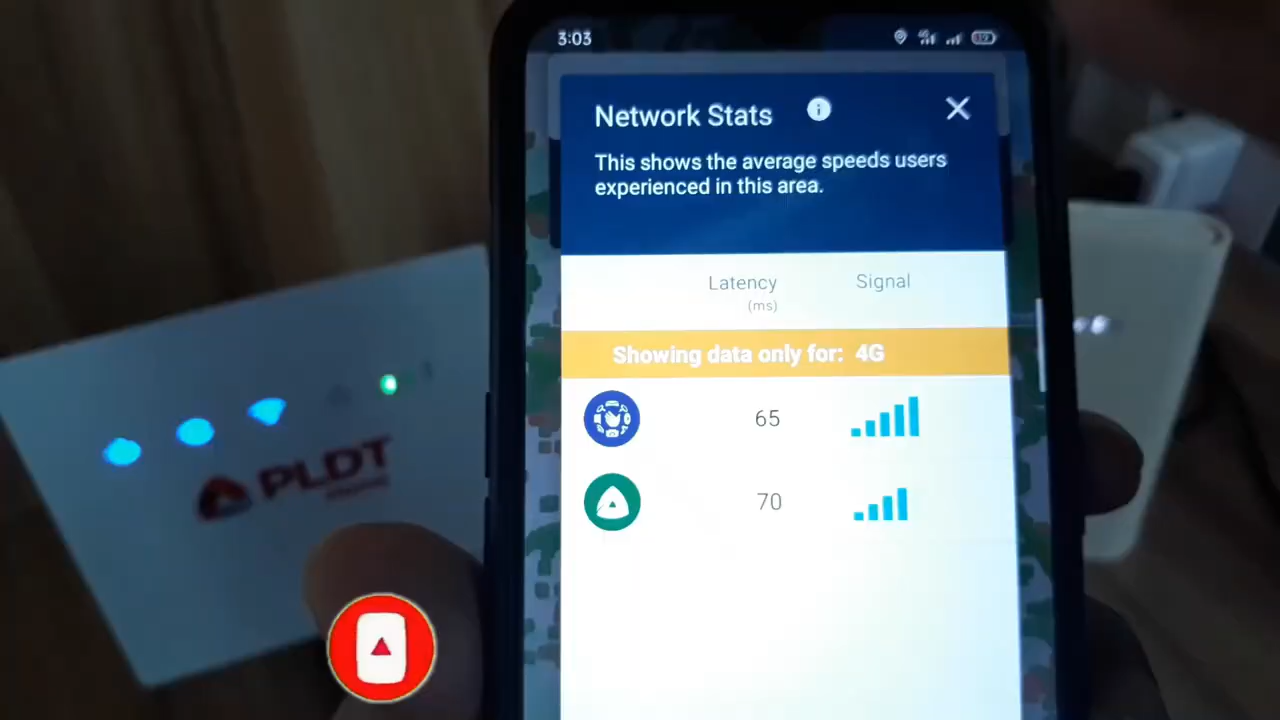 3:03
Network Stats
This shows the average speeds users
experienced in this area.
Latency Signal
(ms)
Showing data only for: 4G
65
70
PLDT